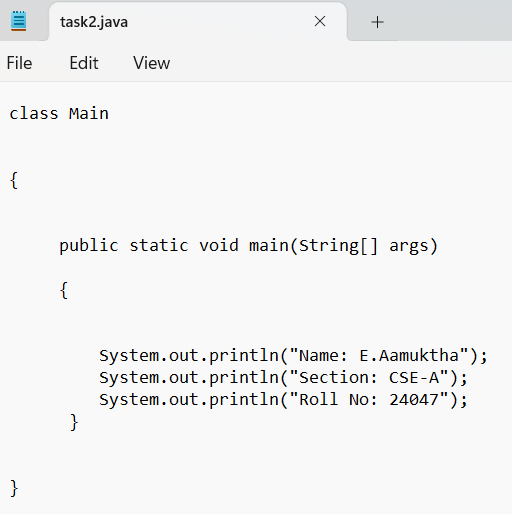 task2.java
File Edit View
class Main
{
public static void main(String[] args)
{
System.out.println("Name: E.Aamuktha");
System.out.println("Section: CSE-A");
System.out.println("Roll No: 24047");
}
}